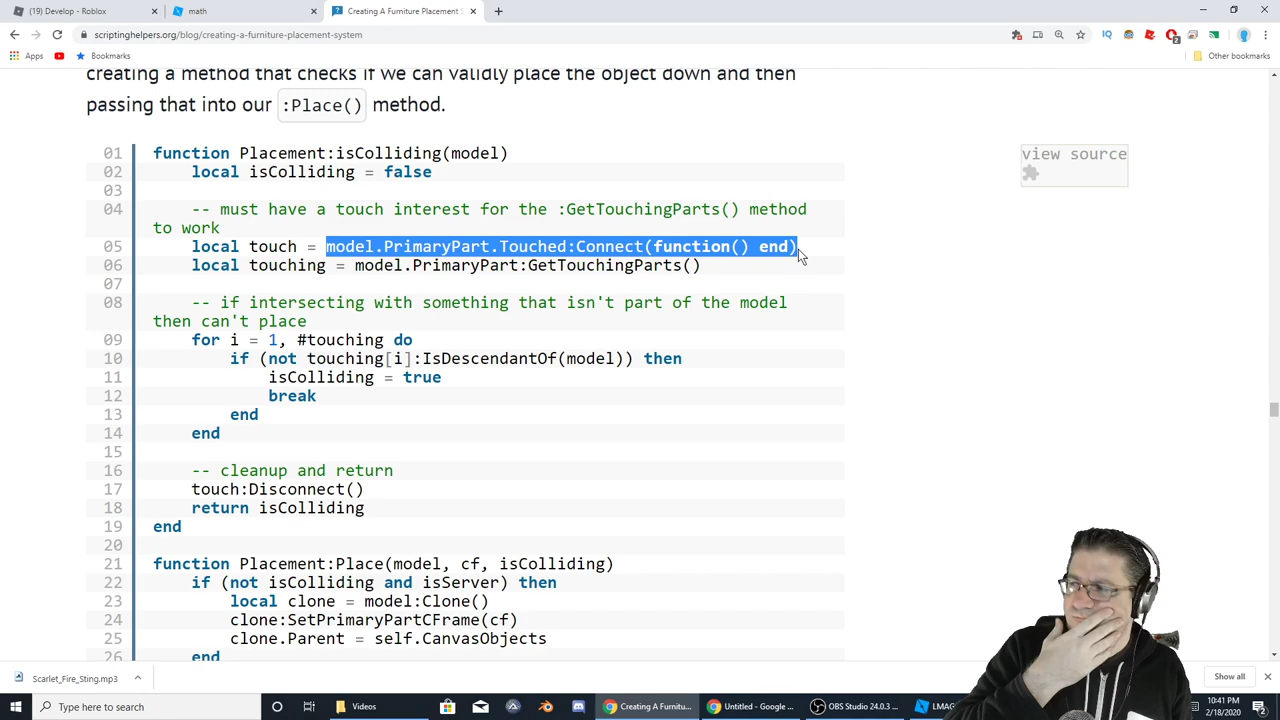 (19) Develop - Roblox
math
Creating A Furniture Placement S
scriptinghelpers.org/blog/creating-a-furniture-placement-system
Apps
Bookmarks
Other bookmarks
creating a method that checks if we can validly place the object down and then
passing that into our :Place() method.
view source
01 function Placement:isColliding(model)
02 local isColliding = false
03
04 -- must have a touch interest for the :GetTouchingParts() method
to work
05 local touch = model.PrimaryPart.Touched:Connect(function() end)
06 local touching = model.PrimaryPart:GetTouchingParts()
07
08 -- if intersecting with something that isn't part of the model
then can't place
09 for i = 1, #touching do
10 if (not touching[i]:IsDescendantOf(model)) then
11 isColliding = true
12 break
13 end
14 end
15
16 -- cleanup and return
17 touch:Disconnect()
18 return isColliding
19 end
20
21 function Placement:Place(model, cf, isColliding)
22 if (not isColliding and isServer) then
23 local clone = model:Clone()
24 clone:SetPrimaryPartCFrame(cf)
25 clone.Parent = self.CanvasObjects
26 end
Scarlet_Fire_Sting.mp3
Show all
Type here to search
Videos
Creating A Furnitu...
Untitled - Google ...
OBS Studio 24.0.3 ...
LMAG
10:41 PM
2/18/2020